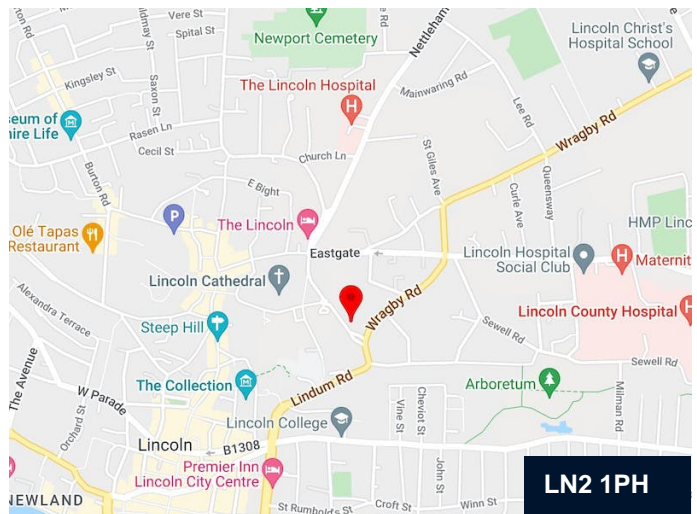 Vere St
Spital St
Newport Cemetery
Nettleham
Lincoln Christ's
Hospital School
Kingsley St
Saxon St
The Lincoln Hospital
Mainwaring Rd
Lee Rd
Wragby Rd
seum of
hire Life
Rasen Ln
Cecil St
Church Ln
St Giles Ave
Burton Rd
E Bight
Curle Ave
Queensway
P
The Lincoln
HMP Linc
Olé Tapas
Restaurant
Eastgate
Lincoln Hospital
Social Club
Maternit
Lincoln Cathedral
Alexandra Terrace
Wragby Rd
Lincoln County Hospital
Steep Hill
Sewell Rd
Sewell Rd
The Avenue
The Collection
Lindum Rd
Arboretum
W Parade
Cheviot St
Milman Rd
Orchard St
Vine St
Lincoln College
Lincoln
B1308
John St
Premier Inn
Lincoln City Centre
LN2 1PH
NEWLAND
St Rumbold's St
Croft St
Winn St